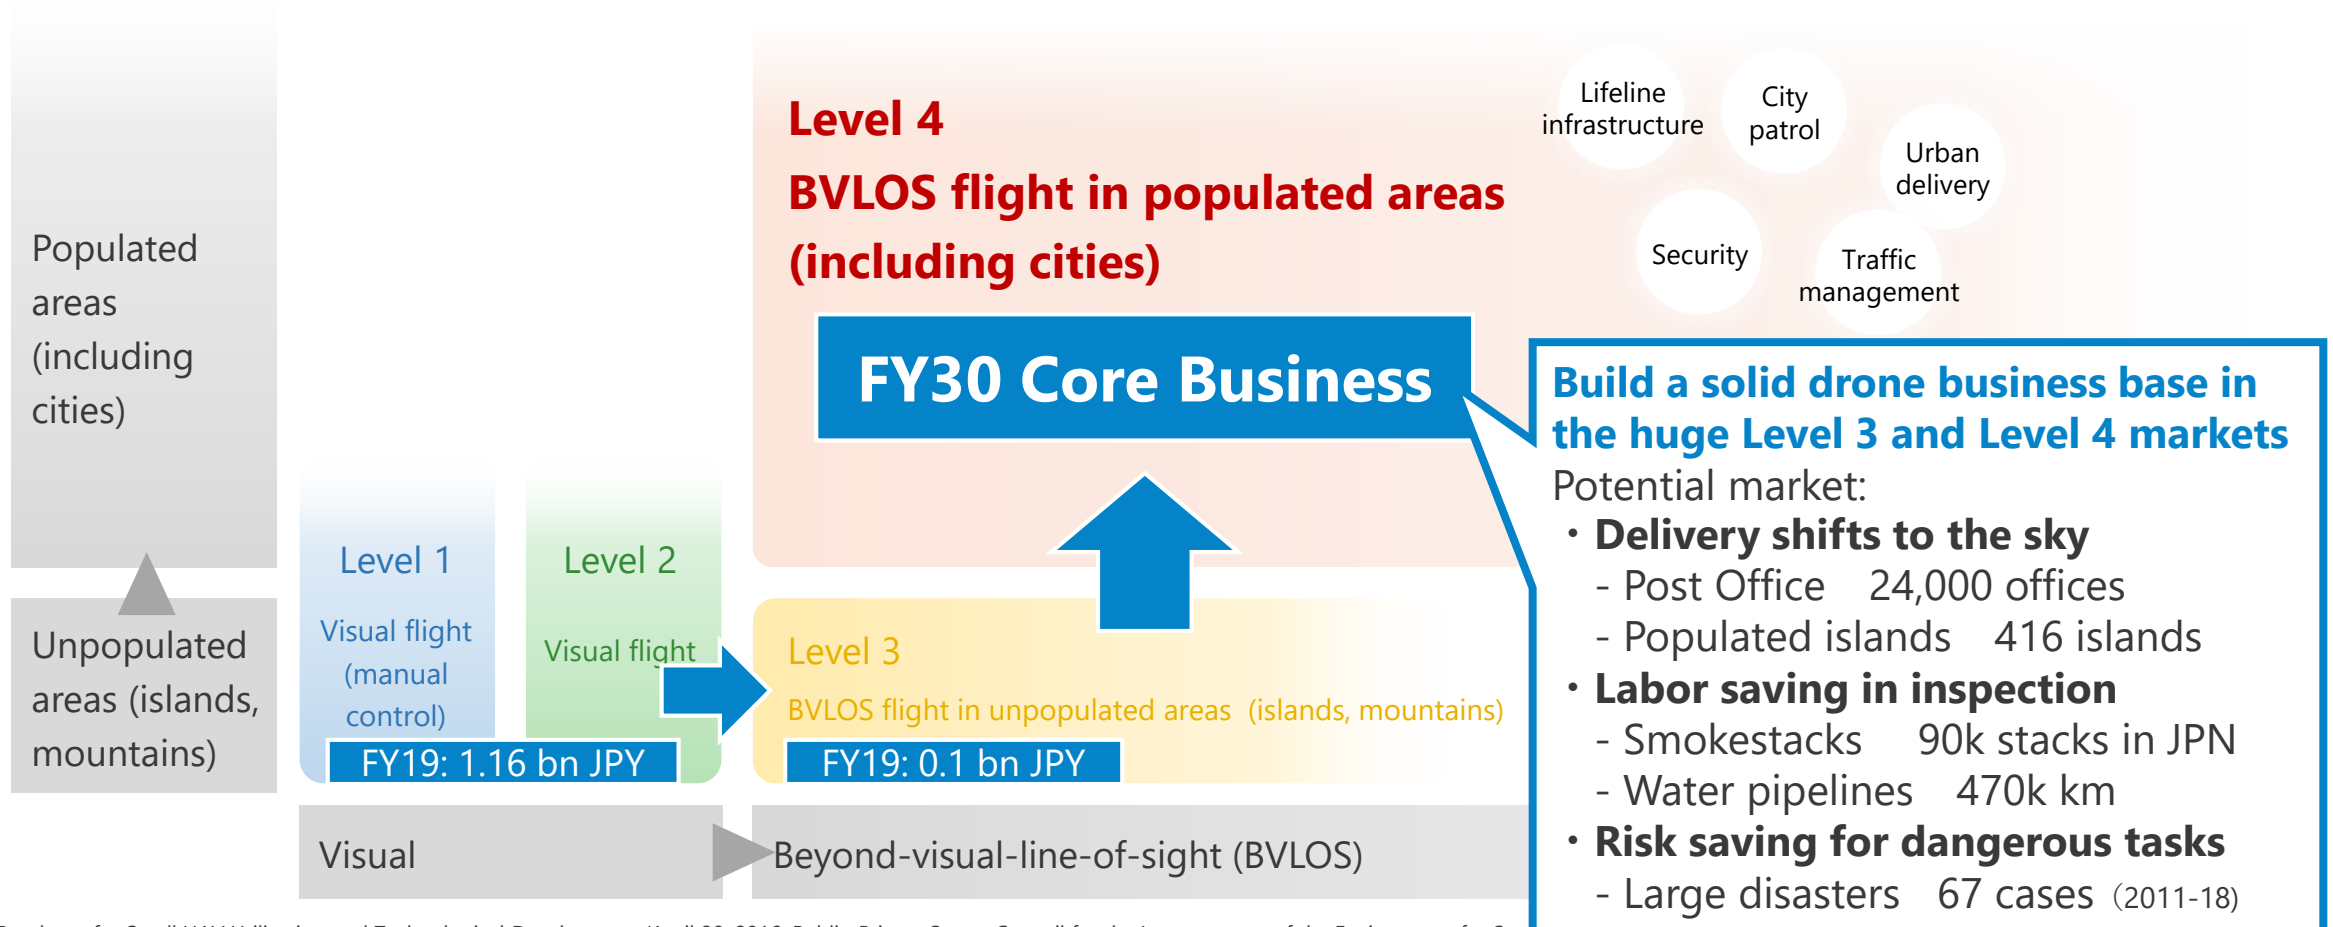 Populated
areas
(including
cities)
Unpopulated
areas (islands,
mountains)
Level 1
Visual flight
(manual
control)
Level 2
Visual flight
FY19: 1.16 bn JPY
Level 4
BVLOS flight in populated areas
(including cities)
FY30 Core Business
Level 3
BVLOS flight in unpopulated areas (islands, mountains)
FY19: 0.1 bn JPY
Visual
Beyond-visual-line-of-sight (BVLOS)
Lifeline
infrastructure
City
patrol
Urban
delivery
Security
Traffic
management
Build a solid drone business base in
the huge Level 3 and Level 4 markets
Potential market:
・Delivery shifts to the sky
- Post Office 24,000 offices
- Populated islands 416 islands
・Labor saving in inspection
- Smokestacks 90k stacks in JPN
- Water pipelines 470k km
・Risk saving for dangerous tasks
- Large disasters 67 cases（2011-18)